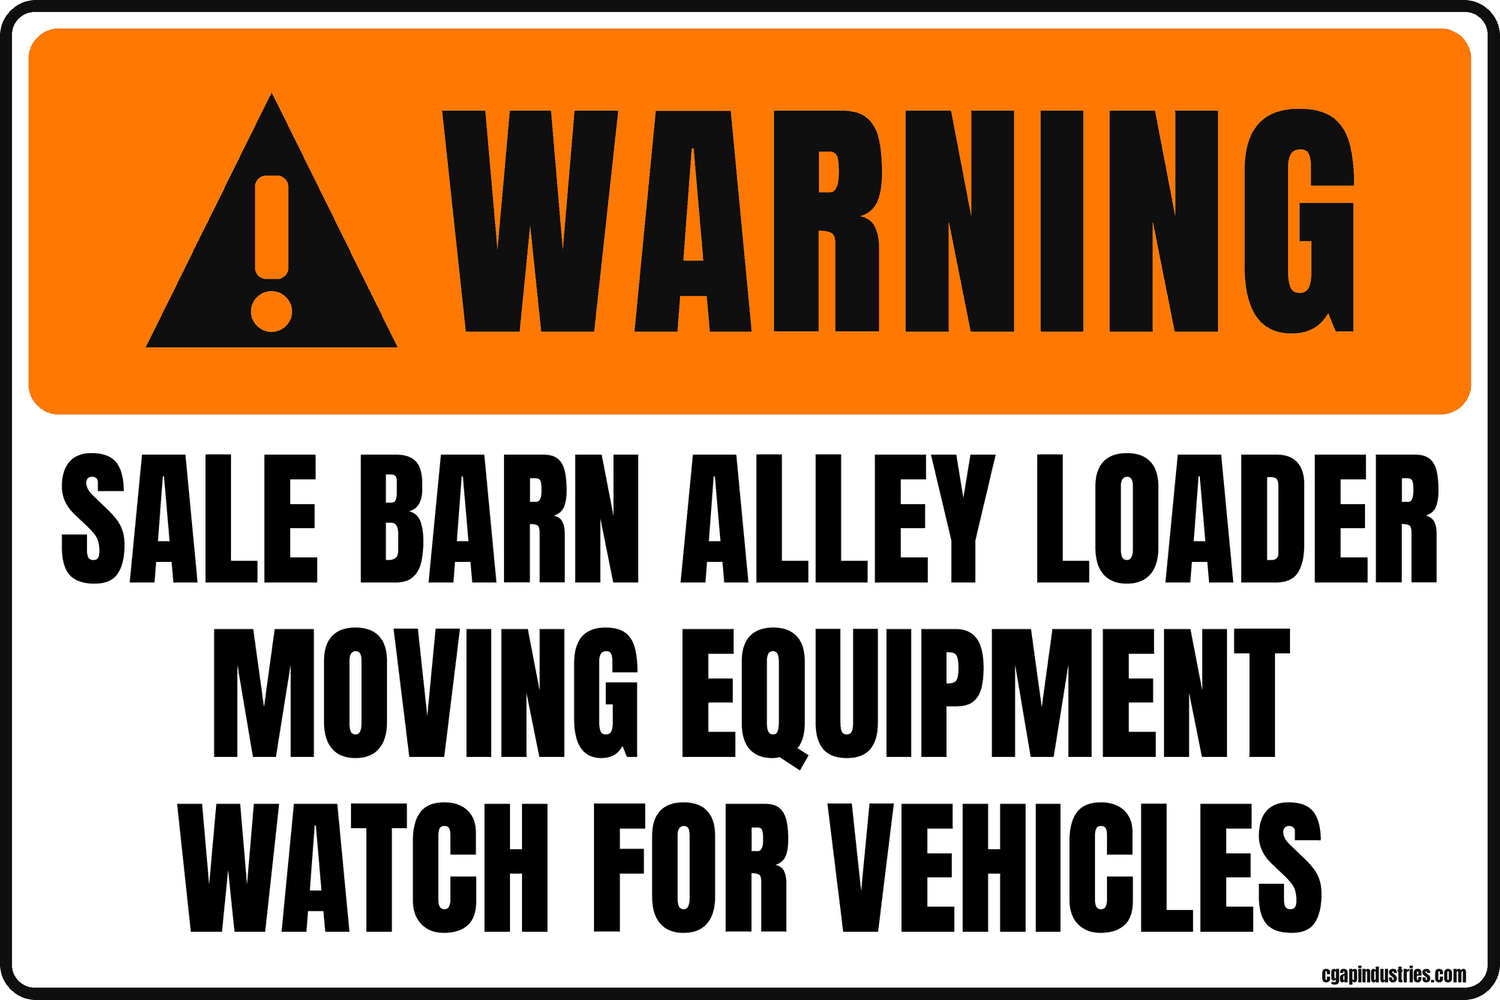 WARNING
SALE BARN ALLEY LOADER
MOVING EQUIPMENT
WATCH FOR VEHICLES
cgapindustries.com